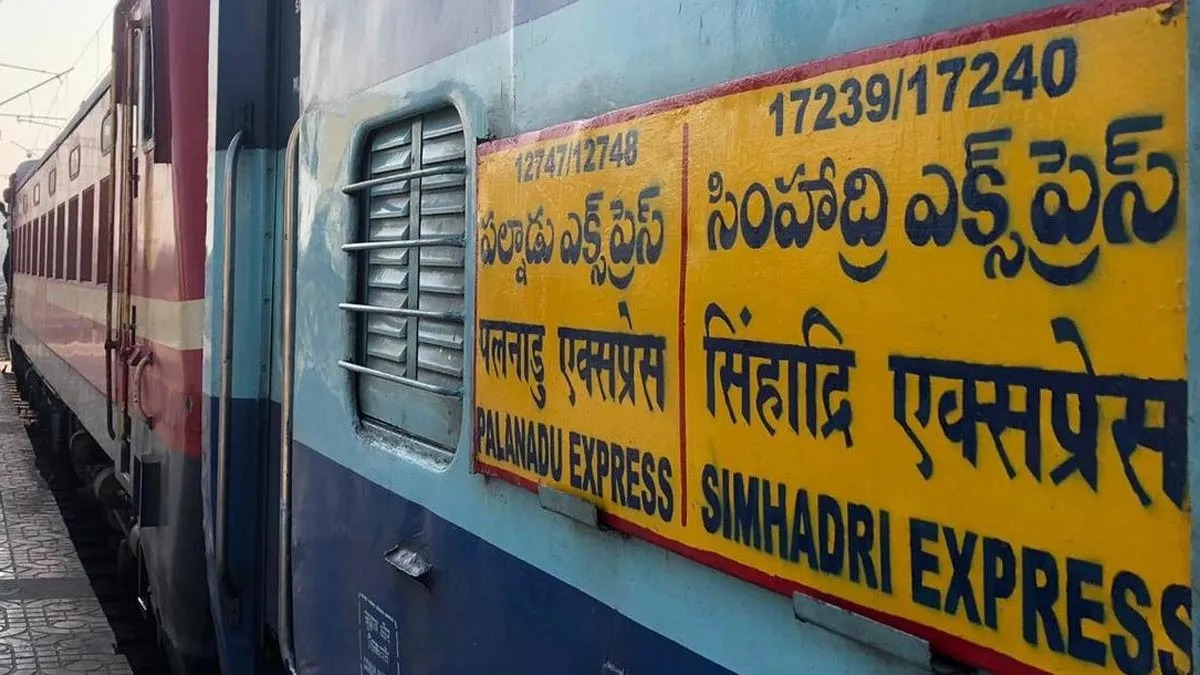 12747/12748
పల్నాడు ఎక్స్ప్రెస్
पलनाडु एक्सप्रेस
PALANADU EXPRESS
17239/17240
సింహాద్రి ఎక్స్ప్రెస్
सिंहाद्रि एक्सप्रेस
SIMHADRI EXPRESS